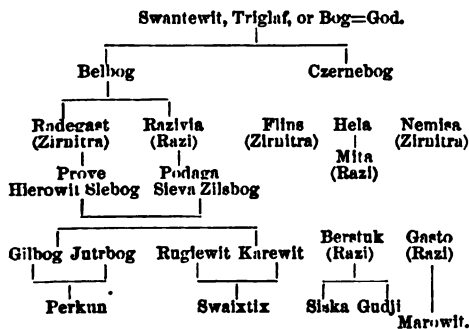 Swantewit, Triglaf, or Bog=God.
Belbog Czernebog
Radegast Razivia Flins Hela Nemisa
(Zirnitra) (Razi) (Zirnitra) (Zirnitra)
Mita
Prove Podaga (Razi)
Hierowit Siebog Sieva Zilsbog
Berstuk Gasto
Gilbog Jutrbog Rugiewit Karewit (Razi) (Razi)
Perkun Swaixtix Siska Gudji
Marowit.